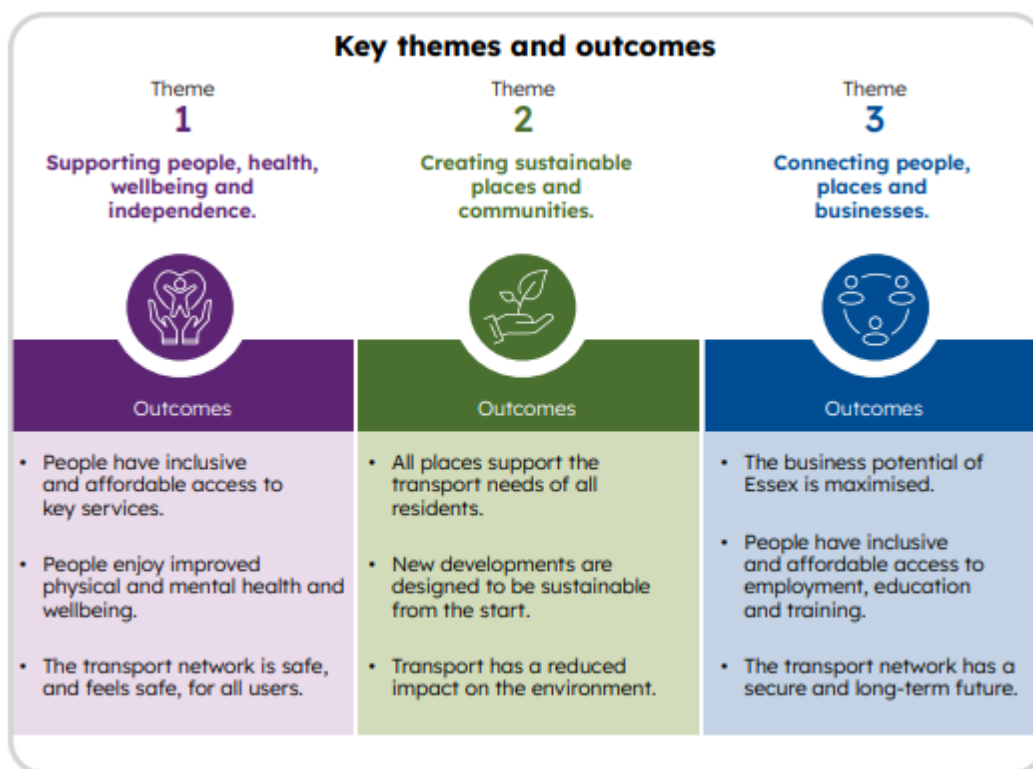 Key themes and outcomes
Theme
1
Supporting people, health,
wellbeing and
independence.
Outcomes
• People have inclusive
and affordable access to
key services.
• People enjoy improved
physical and mental health and
wellbeing.
• The transport network is safe,
and feels safe, for all users.
Theme
2
Creating sustainable
places and
communities.
Outcomes
• All places support the
transport needs of all
residents.
• New developments are
designed to be sustainable
from the start.
• Transport has a reduced
impact on the environment.
Theme
3
Connecting people,
places and
businesses.
Outcomes
• The business potential of
Essex is maximised.
• People have inclusive
and affordable access to
employment, education
and training.
• The transport network has a
secure and long-term future.